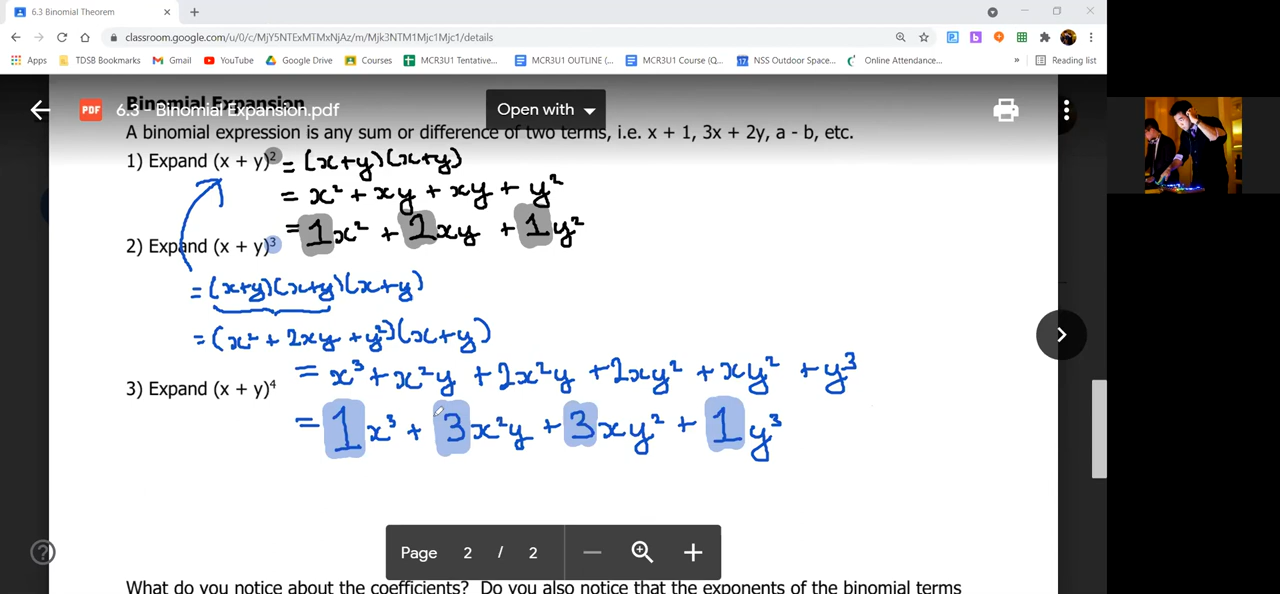 6.3 Binomial Theorem
classroom.google.com/u/0/c/MjY5NTExMTMxNjAz/m/Mjk3NTM1Mjc1Mjc1/details
Apps TDSB Bookmarks Gmail YouTube Google Drive Courses MCR3U1 Tentative... MCR3U1 OUTLINE (... MCR3U1 Course (Q... NSS Outdoor Space... Online Attendance... » Reading list
Binomial Expansion
PDF 6.3 - Binomial Expansion.pdf Open with
A binomial expression is any sum or difference of two terms, i.e. x + 1, 3x + 2y, a - b, etc.
1) Expand (x + y)² = (x+y)(x+y)
= x² + xy + xy + y²
= 1x² + 2xy + 1y²
2) Expand (x + y)³
= (x+y)(x+y)(x+y)
= (x² + 2xy + y²)(x+y)
= x³ + x²y + 2x²y + 2xy² + xy² + y³
3) Expand (x + y)⁴
= 1x³ + 3x²y + 3xy² + 1y³
Page 2 / 2
What do you notice about the coefficients? Do you also notice that the exponents of the binomial terms